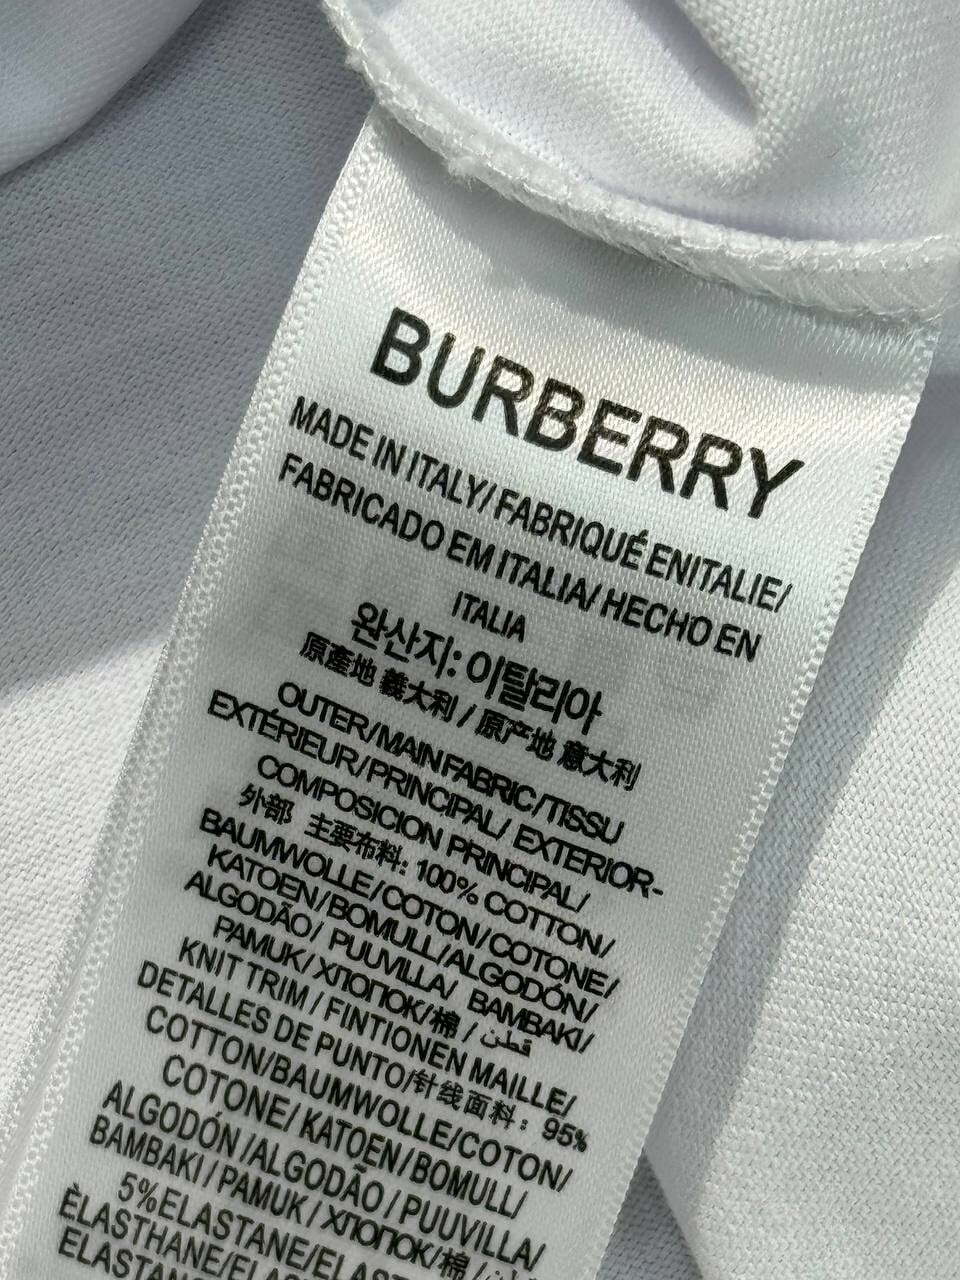 BURBERRY
MADE IN ITALY/FABRIQUÉ ENITALIE/
FABRICADO EM ITALIA/ HECHO EN
ITALIA
완산지: 이탈리아
原產地 義大利 / 原产地 意大利
OUTER/MAIN FABRIC/TISSU
EXTÉRIEUR/PRINCIPAL/ EXTERIOR-
COMPOSICION PRINCIPAL/
外部 主要布料: 100% COTTON/
BAUMWOLLE/COTON/COTONE/
KATOEN/BOMULL/ALGODÓN/
ALGODÃO/ PUUVILLA/ BAMBAKI/
PAMUK/ХЛОПОК/棉 / قطن
KNIT TRIM / FINTIONEN MAILLE/
DETALLES DE PUNTO/针线面料: 95%
COTTON/BAUMWOLLE/COTON/
COTONE/ KATOEN/BOMULL/
ALGODÓN /ALGODÃO / PUUVILLA/
BAMBAKI / PAMUK/ ХЛОПОК/棉 /
5%ELASTANE/
ÈLASTHANE/